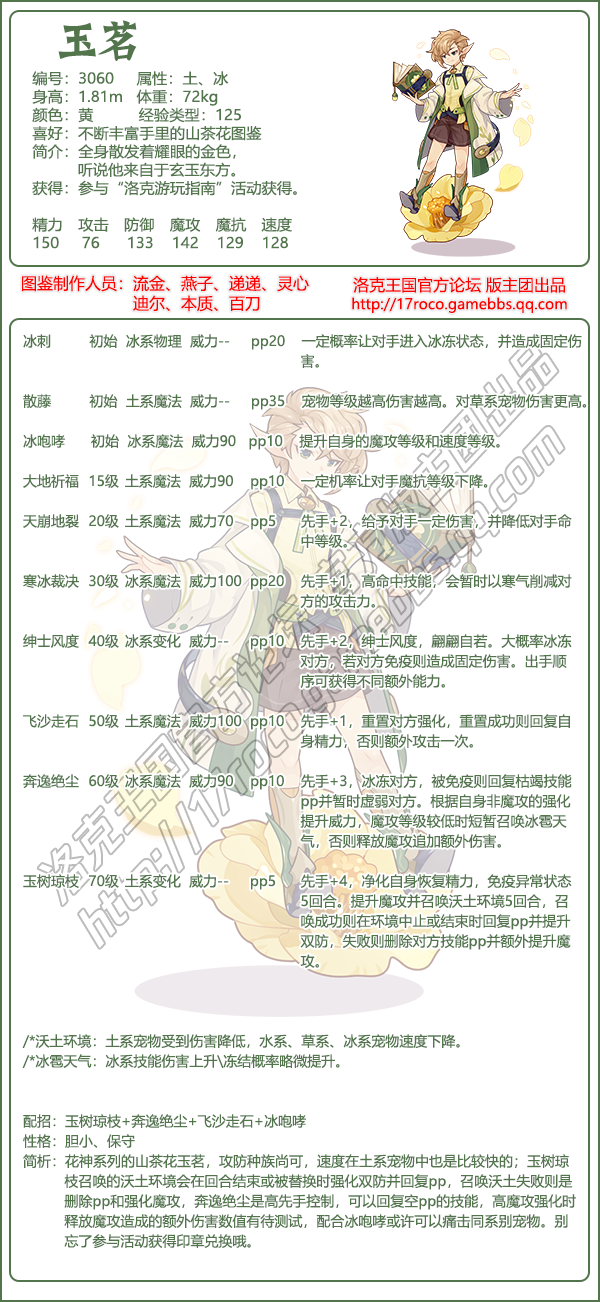 玉茗
编号：3060 属性：土、冰
身高：1.81m 体重：72kg
颜色：黄 经验类型：125
喜好：不断丰富手里的山茶花图鉴
简介：全身散发着耀眼的金色，
听说他来自于玄玉东方。
获得：参与“洛克游玩指南”活动获得。
精力 攻击 防御 魔攻 魔抗 速度
150 76 133 142 129 128
图鉴制作人员：流金、燕子、递递、灵心
迪尔、本质、百刀
洛克王国官方论坛 版主团出品
http://17roco.gamebbs.qq.com
冰刺 初始 冰系物理 威力-- pp20 一定概率让对手进入冰冻状态，并造成固定伤
害。
散藤 初始 土系魔法 威力-- pp35 宠物等级越高伤害越高。对草系宠物伤害更高。
冰咆哮 初始 冰系魔法 威力90 pp10 提升自身的魔攻等级和速度等级。
大地祈福 15级 土系魔法 威力90 pp10 一定机率让对手魔抗等级下降。
天崩地裂 20级 土系魔法 威力70 pp5 先手+2，给予对手一定伤害，并降低对手命
中等级。
寒冰裁决 30级 冰系魔法 威力100 pp20 先手+1，高命中技能，会暂时以寒气削减对
方的攻击力。
绅士风度 40级 冰系变化 威力-- pp10 先手+2，绅士风度，翩翩自若。大概率冰冻
对方，若对方免疫则造成固定伤害。出手顺
序可获得不同额外能力。
飞沙走石 50级 土系魔法 威力100 pp10 先手+1，重置对方强化，重置成功则回复自
身精力，否则额外攻击一次。
奔逸绝尘 60级 冰系魔法 威力90 pp10 先手+3，冰冻对方，被免疫则回复枯竭技能
pp并暂时虚弱对方。根据自身非魔攻的强化
提升威力，魔攻等级较低时短暂召唤冰雹天
气，否则释放魔攻追加额外伤害。
玉树琼枝 70级 土系变化 威力-- pp5 先手+4，净化自身恢复精力，免疫异常状态
5回合。提升魔攻并召唤沃土环境5回合，召
唤成功则在环境中止或结束时回复pp并提升
双防，失败则删除对方技能pp并额外提升魔
攻。
洛克王国官方论坛 版主团出品
http://17roco.gamebbs.qq.com
/*沃土环境：土系宠物受到伤害降低，水系、草系、冰系宠物速度下降。
/*冰雹天气：冰系技能伤害上升\冻结概率略微提升。
配招：玉树琼枝+奔逸绝尘+飞沙走石+冰咆哮
性格：胆小、保守
简析：花神系列的山茶花玉茗，攻防种族尚可，速度在土系宠物中也是比较快的；玉树琼
枝召唤的沃土环境会在回合结束或被替换时强化双防并回复pp，召唤沃土失败则是
删除pp和强化魔攻，奔逸绝尘是高先手控制，可以回复空pp的技能，高魔攻强化时
释放魔攻造成的额外伤害数值有待测试，配合冰咆哮或许可以痛击同系别宠物。别
忘了参与活动获得印章兑换哦。